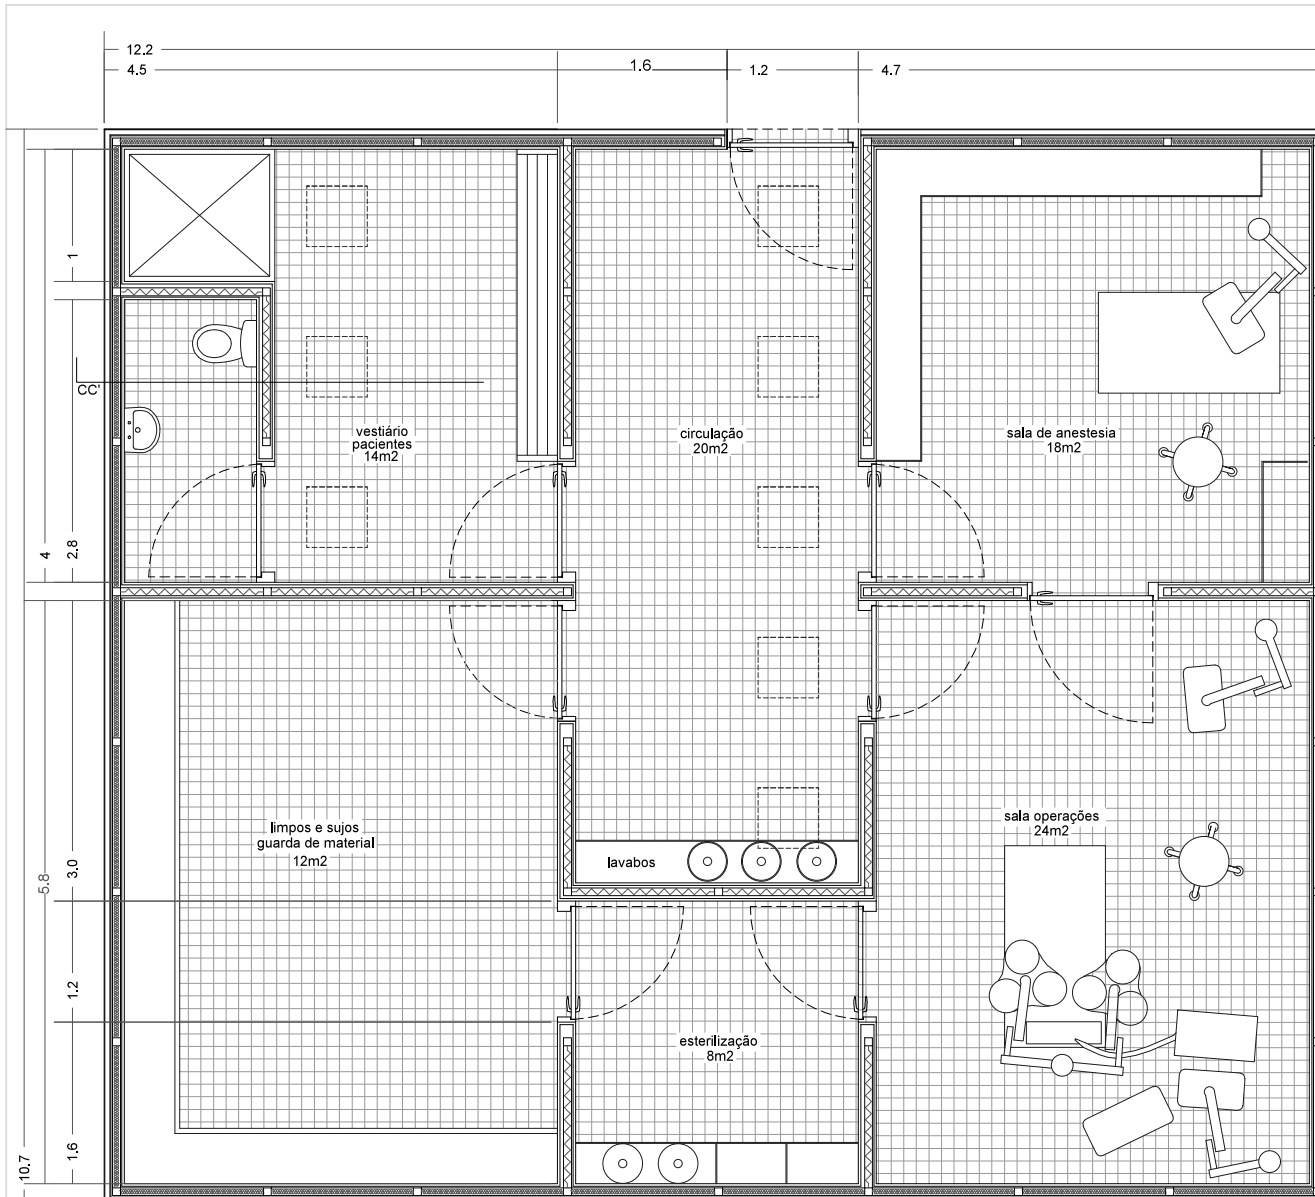 12.2
4.5
1.6
1.2
4.7
1
CC'
vestiário
pacientes
14m2
circulação
20m2
sala de anestesia
18m2
4
2.8
limpos e sujos
guarda de material
12m2
sala operações
24m2
lavabos
5.8
3.0
1.2
esterilização
8m2
1.6
10.7